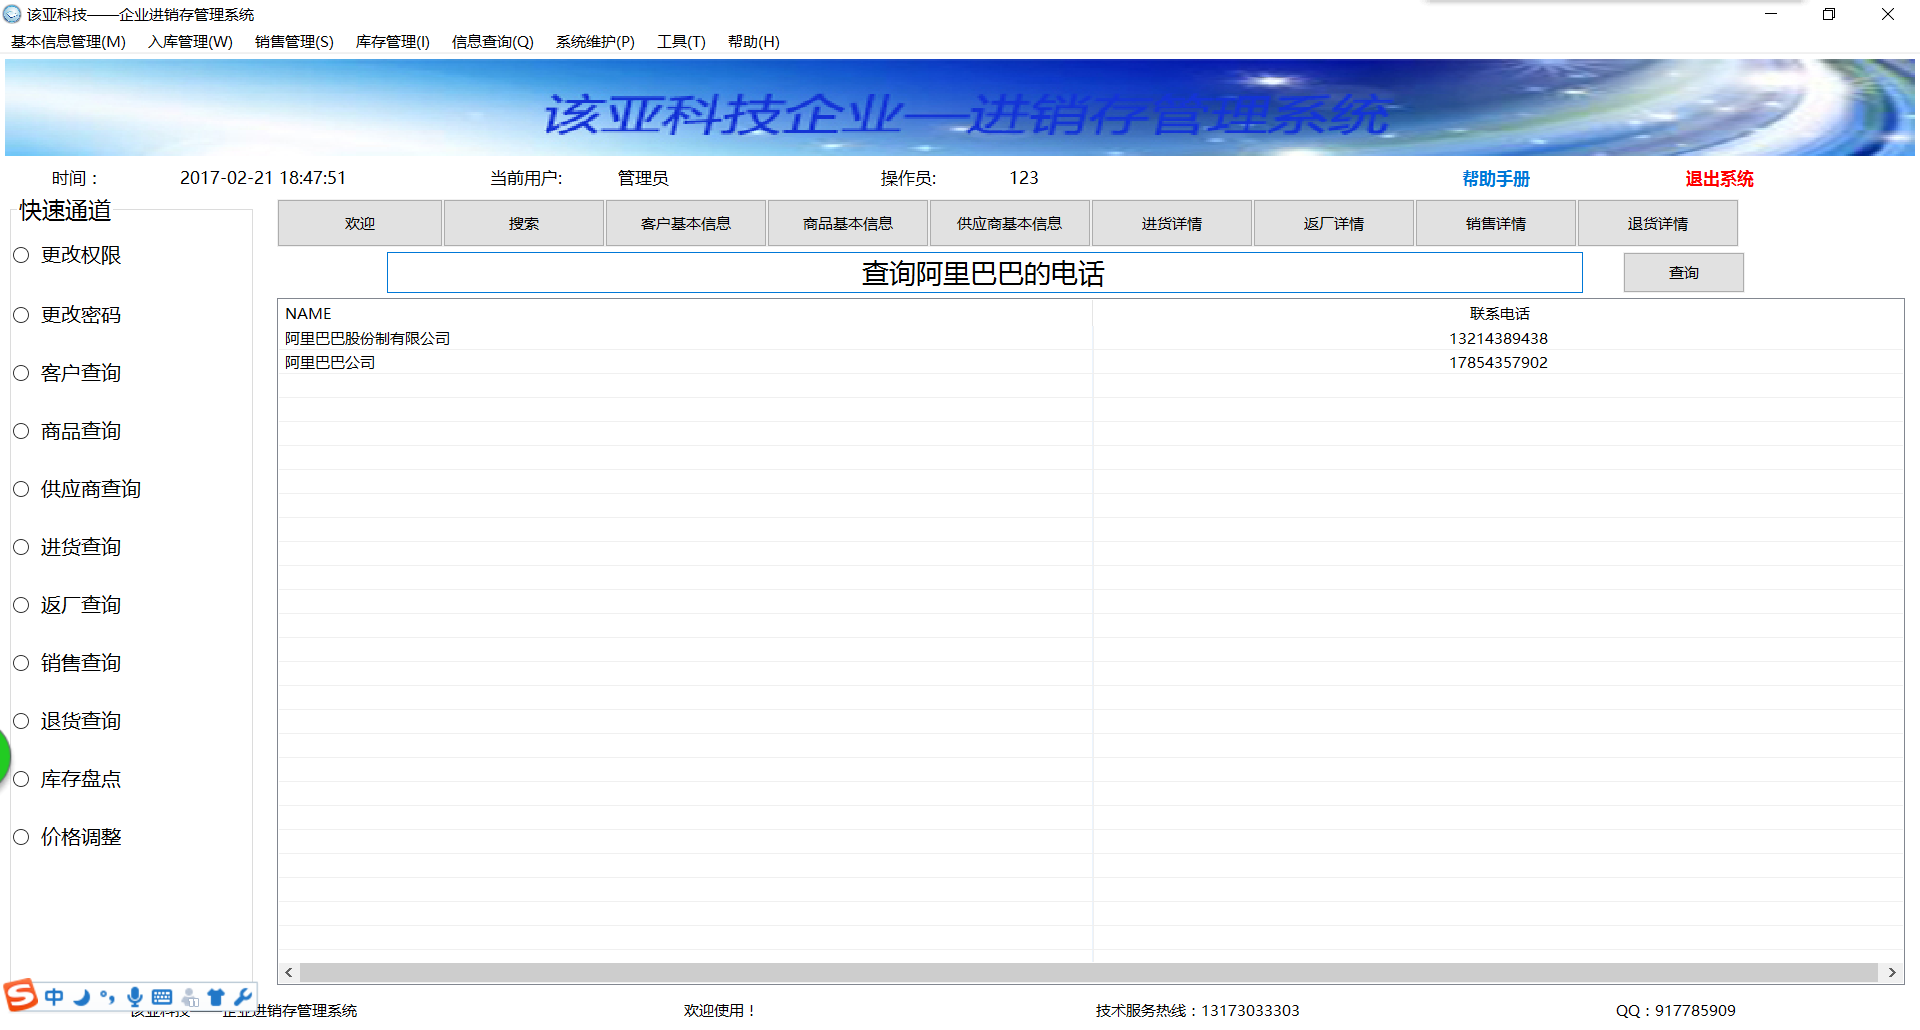 该亚科技——企业进销存管理系统
基本信息管理(M) 入库管理(W) 销售管理(S) 库存管理(I) 信息查询(Q) 系统维护(P) 工具(T) 帮助(H)
该亚科技企业—进销存管理系统
时间： 2017-02-21 18:47:51 当前用户: 管理员 操作员: 123 帮助手册 退出系统
快速通道
更改权限
更改密码
客户查询
商品查询
供应商查询
进货查询
返厂查询
销售查询
退货查询
库存盘点
价格调整
欢迎 搜索 客户基本信息 商品基本信息 供应商基本信息 进货详情 返厂详情 销售详情 退货详情
查询阿里巴巴的电话 查询
NAME 联系电话
阿里巴巴股份制有限公司 13214389438
阿里巴巴公司 17854357902
中
该亚科技——企业进销存管理系统 欢迎使用！ 技术服务热线：13173033303 QQ：917785909